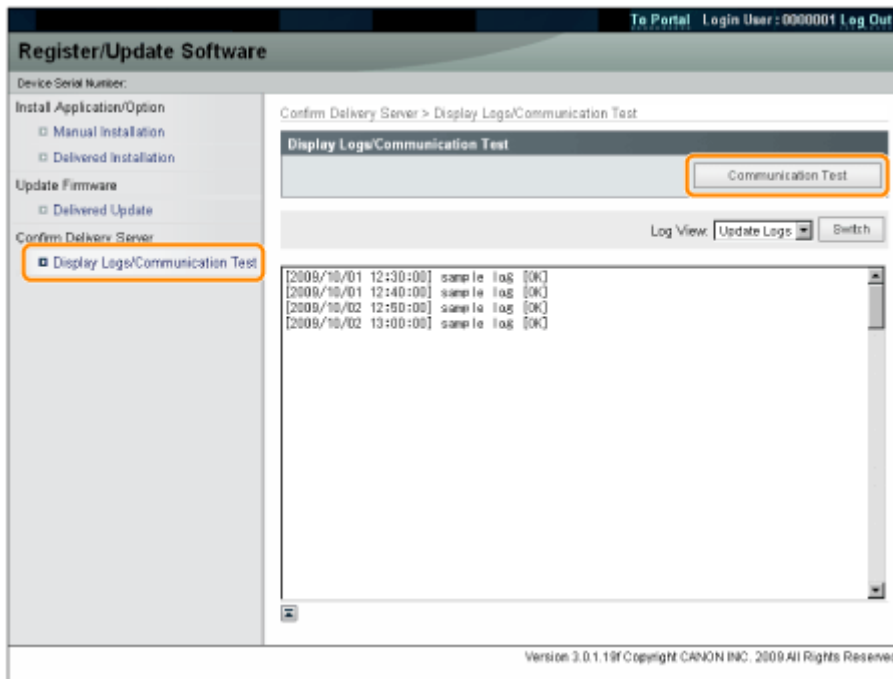 To Portal Login User : 0000001 Log Out
Register/Update Software
Device Serial Number:
Install Application/Option
Manual Installation
Delivered Installation
Update Firmware
Delivered Update
Confirm Delivery Server
Display Logs/Communication Test
Confirm Delivery Server > Display Logs/Communication Test
Display Logs/Communication Test
Communication Test
Log View: Update Logs Switch
[2009/10/01 12:30:00] sample log [OK]
[2009/10/01 12:40:00] sample log [OK]
[2009/10/02 12:50:00] sample log [OK]
[2009/10/02 13:00:00] sample log [OK]
Version 3.0.1.19f Copyright CANON INC. 2009 All Rights Reserved